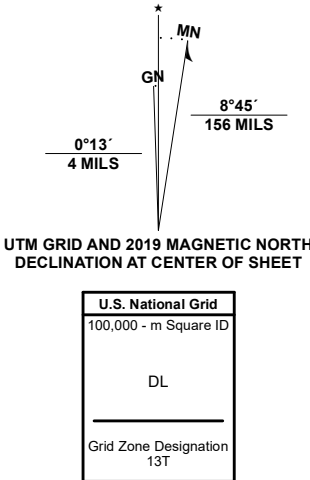 MN
GN
8°45´
156 MILS
0°13´
4 MILS
UTM GRID AND 2019 MAGNETIC NORTH
DECLINATION AT CENTER OF SHEET
U.S. National Grid
100,000 - m Square ID
DL
Grid Zone Designation
13T